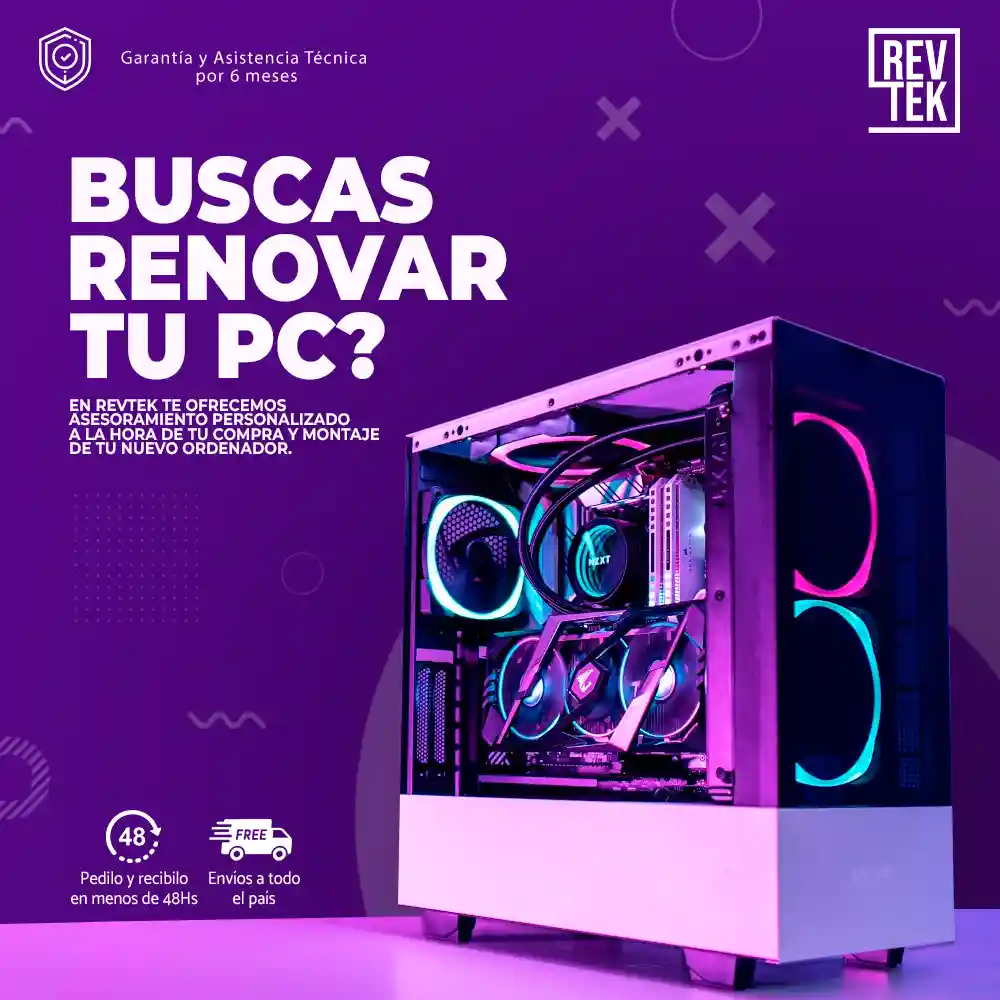 Garantía y Asistencia Técnica
por 6 meses
REV
TEK
BUSCAS
RENOVAR
TU PC?
EN REVTEK TE OFRECEMOS
ASESORAMIENTO PERSONALIZADO
A LA HORA DE TU COMPRA Y MONTAJE
DE TU NUEVO ORDENADOR.
NZXT
48
FREE
Pedilo y recibilo
en menos de 48Hs
Envíos a todo
el país